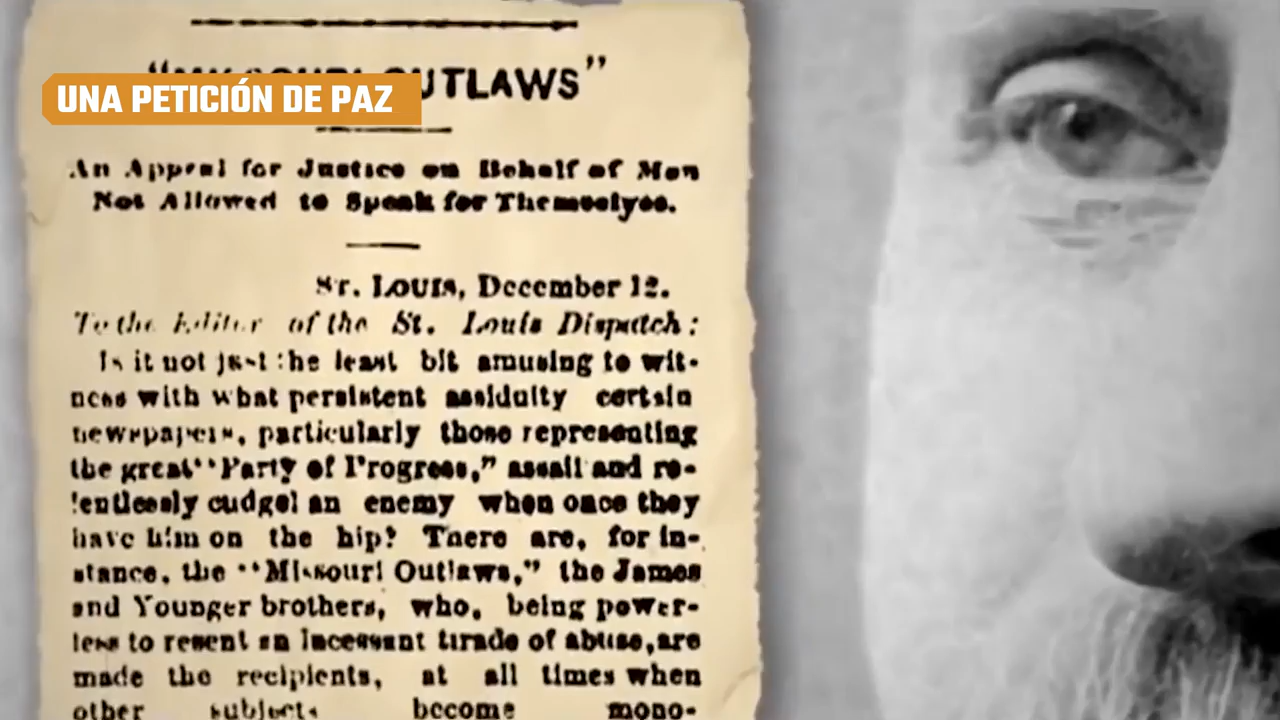 "MISSOURI OUTLAWS"
UNA PETICIÓN DE PAZ
An Appeal for Justice on Behalf of Men
Not Allowed to Speak for Themselves.
St. LOUIS, December 12.
To the Editor of the St. Louis Dispatch:
Is it not just the least bit amusing to wit-
ness with what persistent assiduity certain
newspapers, particularly those representing
the great "Party of Progress," assail and re-
lentlessly cudgel an enemy when once they
have him on the hip? There are, for in-
stance, the "Missouri Outlaws," the James
and Younger brothers, who, being power-
less to resent an incessant tirade of abuse, are
made the recipients, at all times when
other subjects become mono-